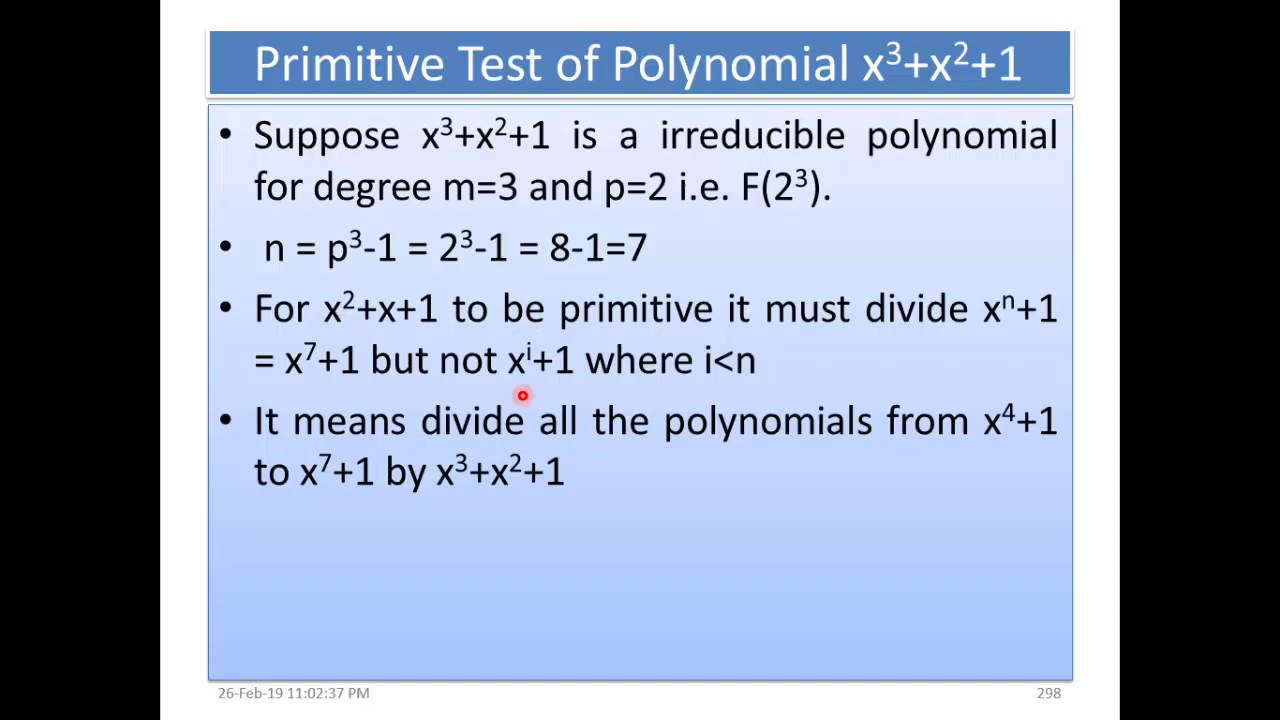 Primitive Test of Polynomial x³+x²+1
• Suppose x³+x²+1 is a irreducible polynomial
for degree m=3 and p=2 i.e. F(2³).
• n = p³-1 = 2³-1 = 8-1=7
• For x²+x+1 to be primitive it must divide xⁿ+1
= x⁷+1 but not xⁱ+1 where i<n
• It means divide all the polynomials from x⁴+1
to x⁷+1 by x³+x²+1
26-Feb-19 11:02:37 PM
298